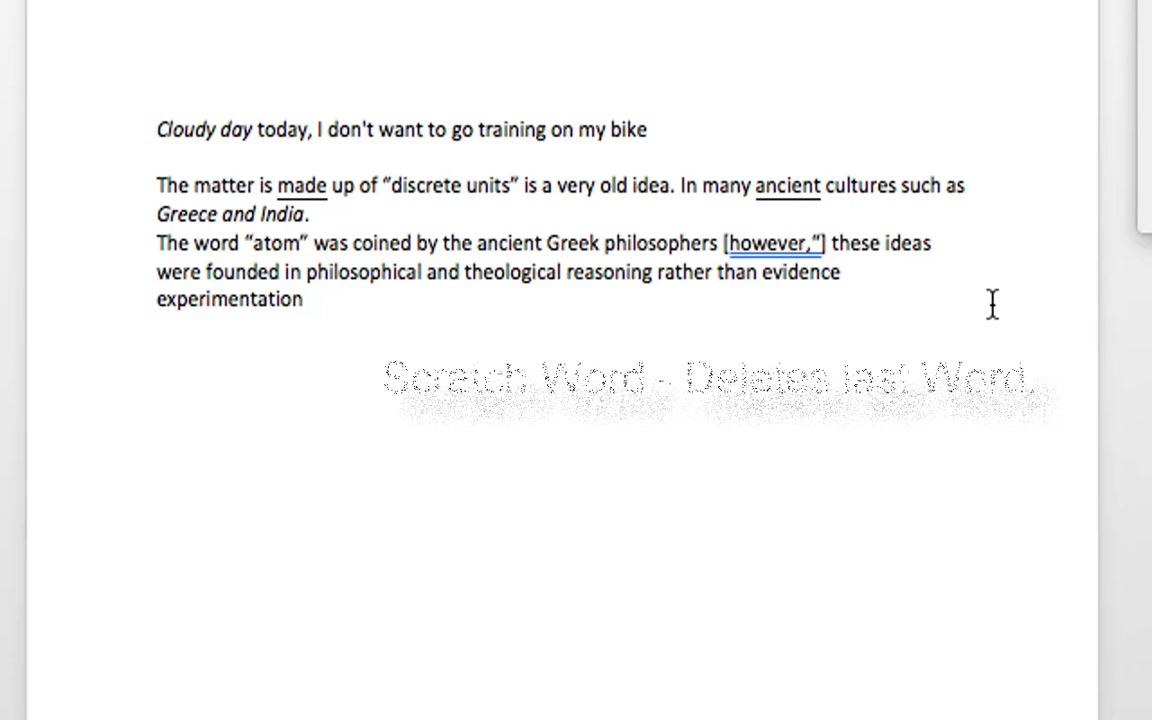 Cloudy day today, I don't want to go training on my bike
The matter is made up of “discrete units” is a very old idea. In many ancient cultures such as
Greece and India.
The word “atom” was coined by the ancient Greek philosophers [however,”] these ideas
were founded in philosophical and theological reasoning rather than evidence
experimentation
Scratch Word - Deletes last Word.